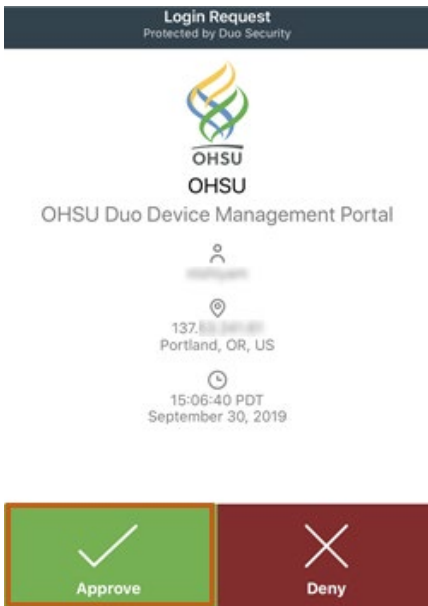 Login Request
Protected by Duo Security
OHSU
OHSU
OHSU Duo Device Management Portal
137.
Portland, OR, US
15:06:40 PDT
September 30, 2019
Approve
Deny